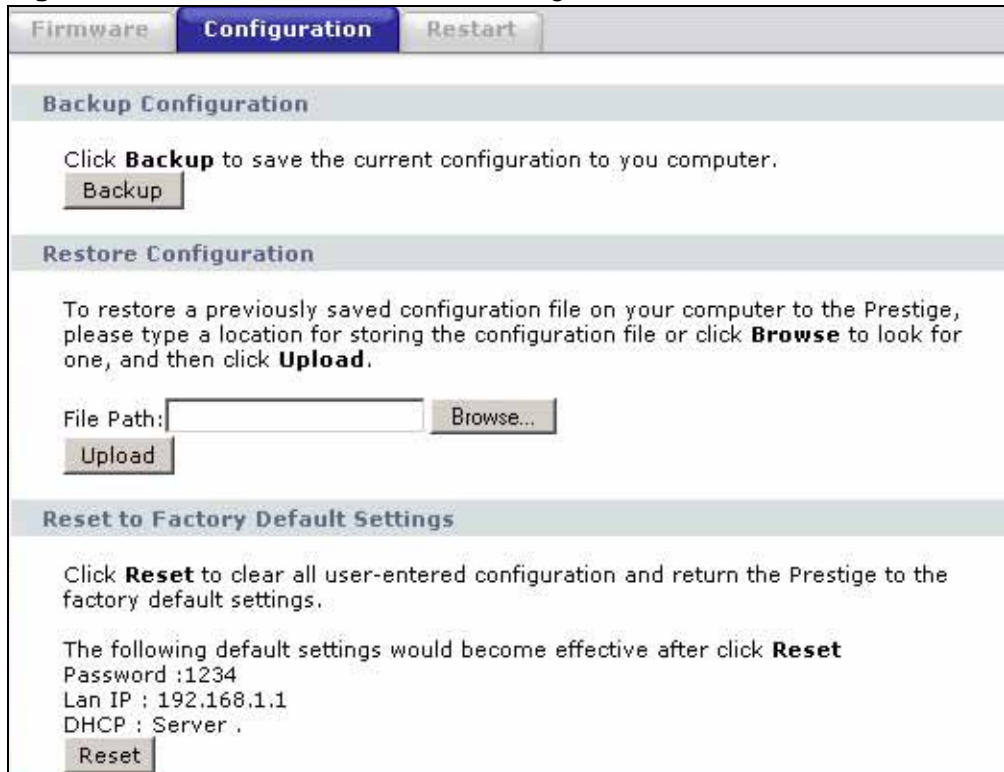 Firmware Configuration Restart
Backup Configuration
Click Backup to save the current configuration to you computer.
Backup
Restore Configuration
To restore a previously saved configuration file on your computer to the Prestige,
please type a location for storing the configuration file or click Browse to look for
one, and then click Upload.
File Path: Browse...
Upload
Reset to Factory Default Settings
Click Reset to clear all user-entered configuration and return the Prestige to the
factory default settings.
The following default settings would become effective after click Reset
Password :1234
Lan IP : 192.168.1.1
DHCP : Server .
Reset